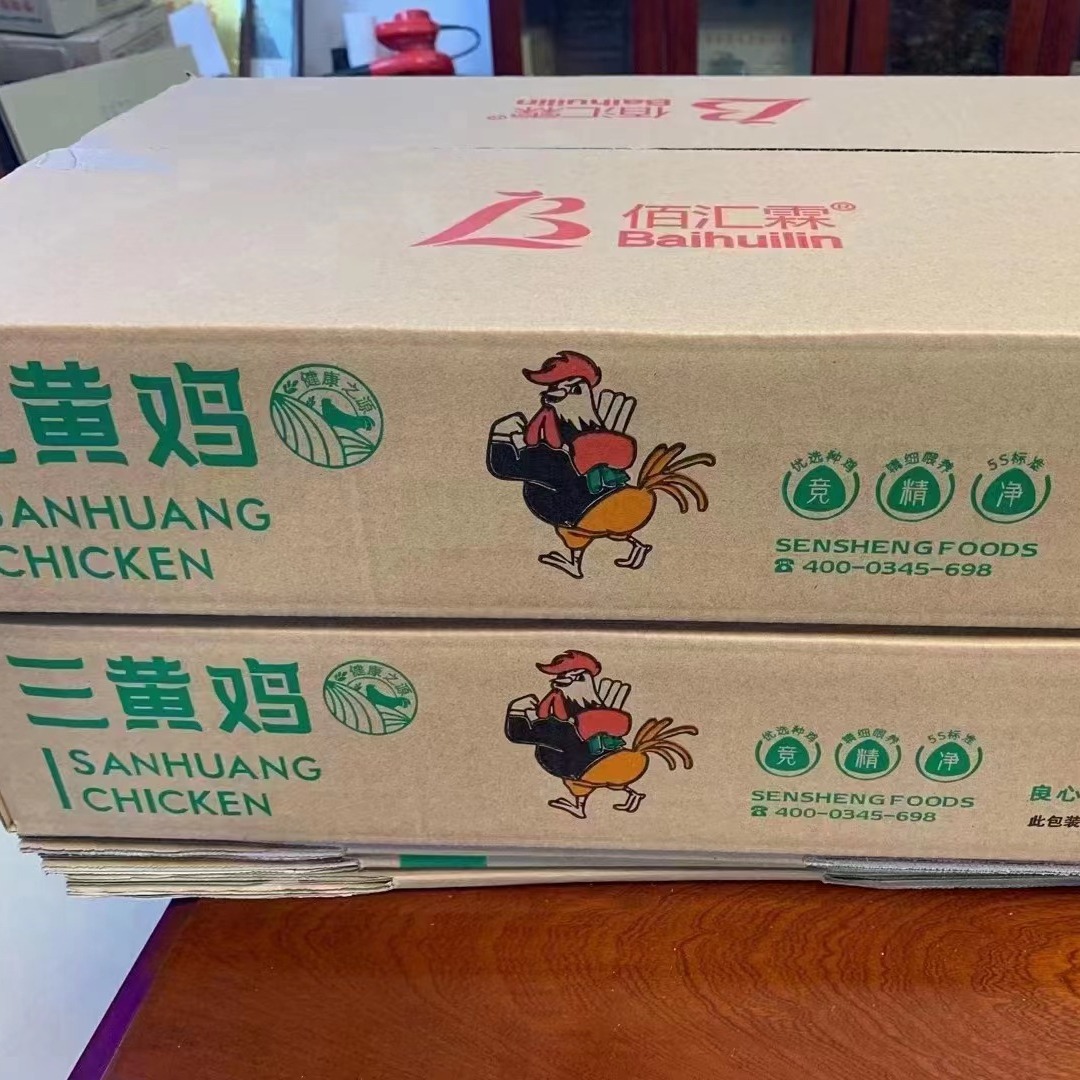 佰汇霖®
Baihuilin
佰汇霖®
Baihuilin
黄鸡
健康之源
SANHUANG
CHICKEN
优选种鸡
竞
精细喂养
精
5S标准
净
SENSHENG FOODS
☎ 400-0345-698
三黄鸡
健康之源
SANHUANG
CHICKEN
优选种鸡
竞
精细喂养
精
5S标准
净
SENSHENG FOODS
☎ 400-0345-698
良心
此包装